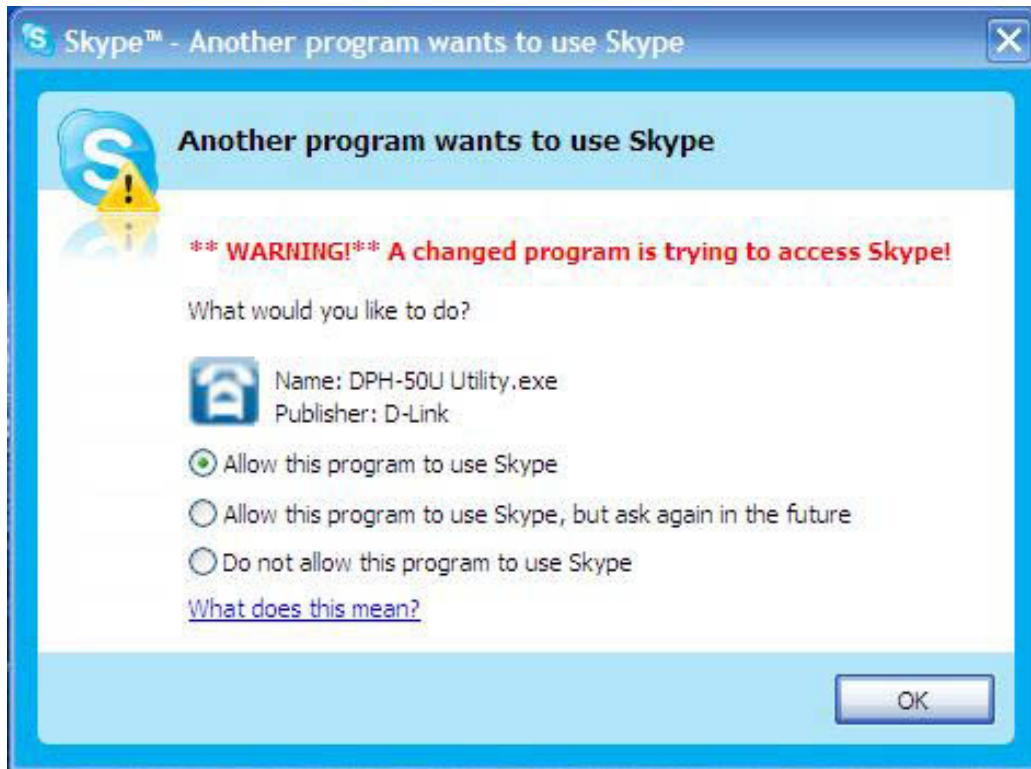 Skype™ - Another program wants to use Skype
Another program wants to use Skype
** WARNING!** A changed program is trying to access Skype!
What would you like to do?
Name: DPH-50U Utility.exe
Publisher: D-Link
Allow this program to use Skype
Allow this program to use Skype, but ask again in the future
Do not allow this program to use Skype
What does this mean?
OK